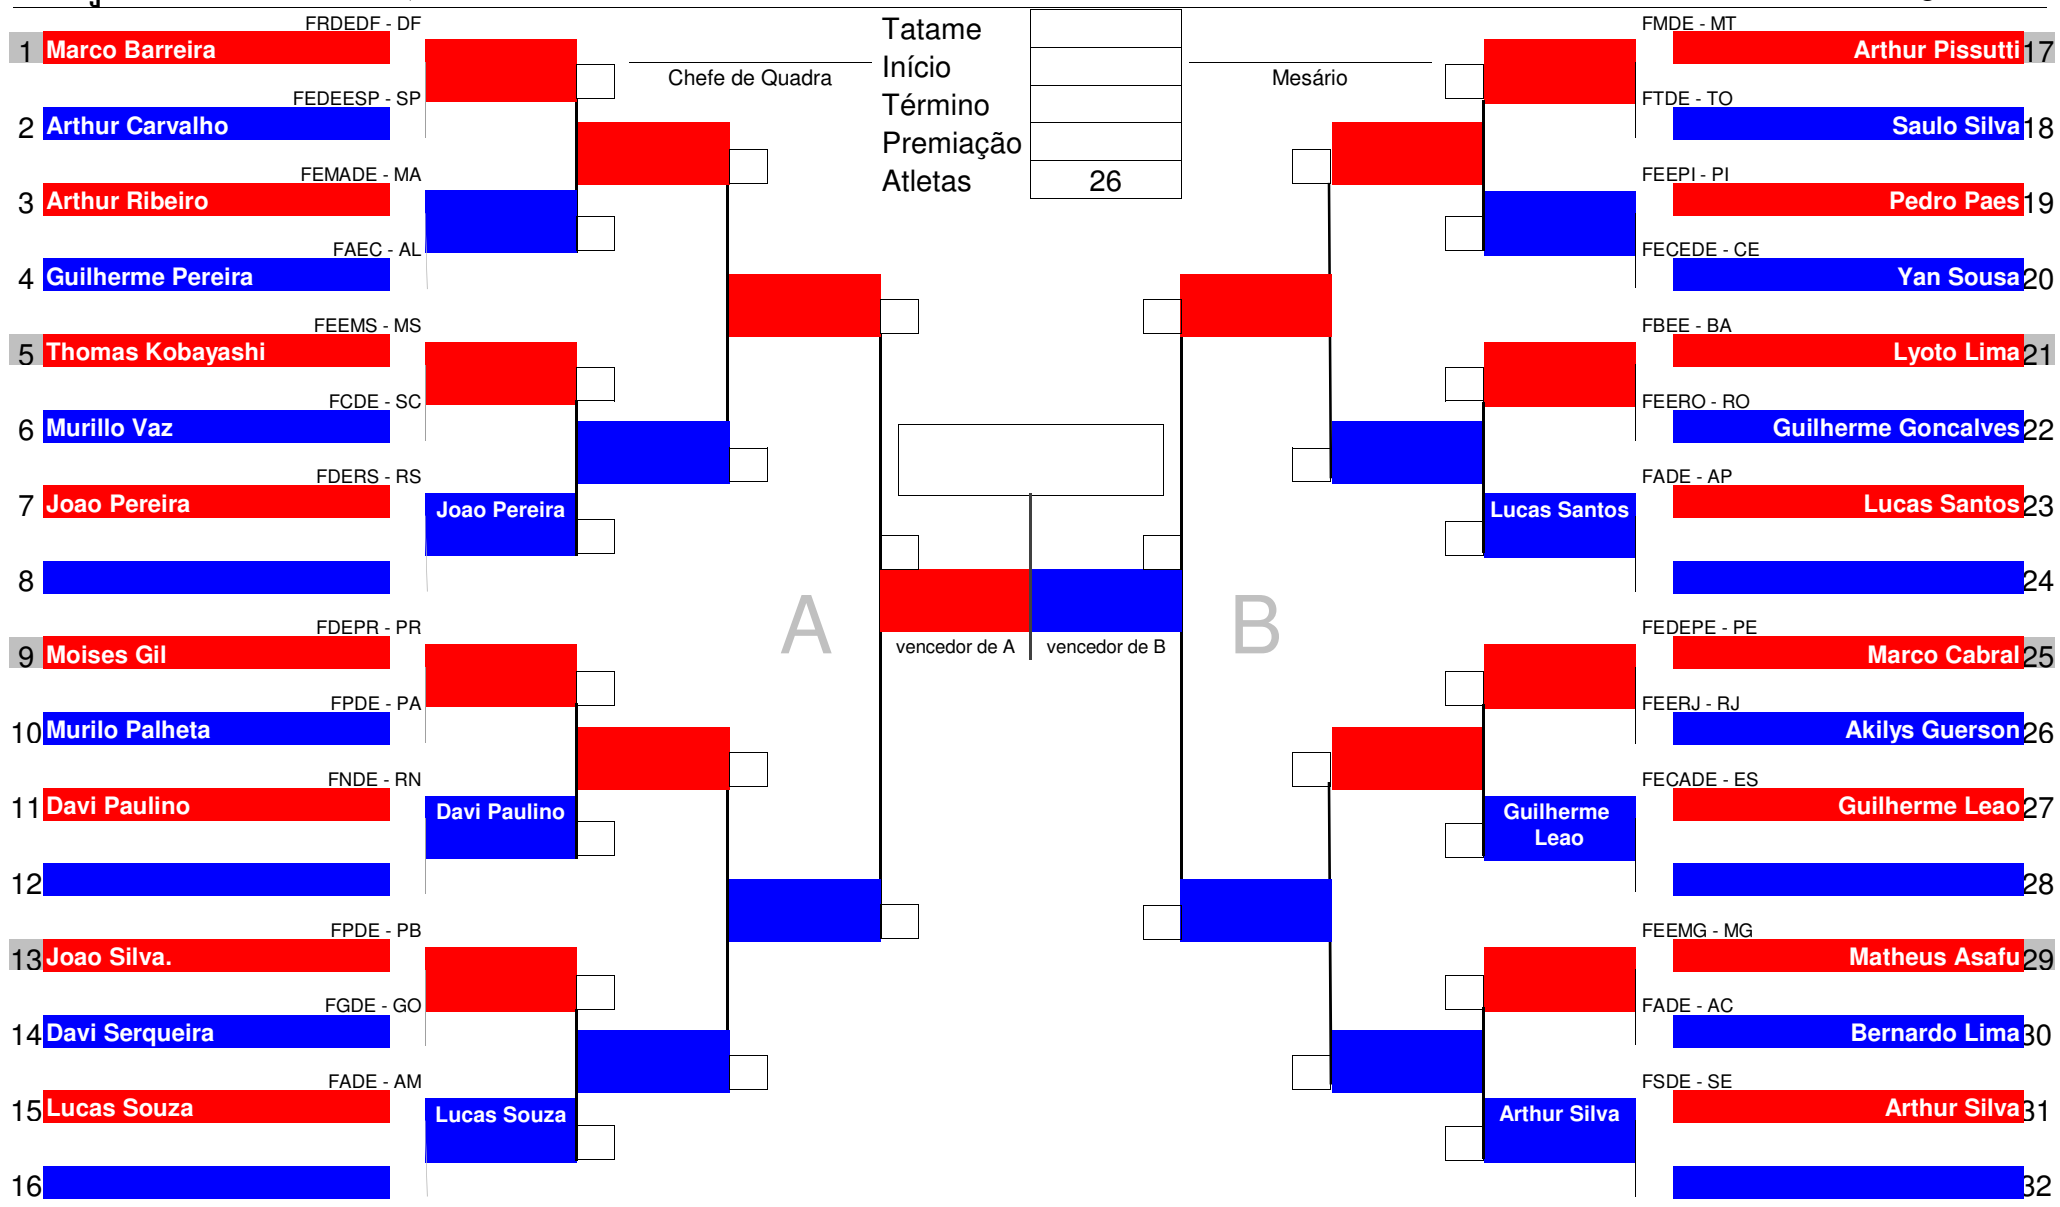 Tatame
Início
Término
Premiação
Atletas 26
Chefe de Quadra
Mesário
FRDEDF - DF
1 Marco Barreira
FEDEESP - SP
2 Arthur Carvalho
FEMADE - MA
3 Arthur Ribeiro
FAEC - AL
4 Guilherme Pereira
FEEMS - MS
5 Thomas Kobayashi
FCDE - SC
6 Murillo Vaz
FDERS - RS
7 Joao Pereira
Joao Pereira
8
FDEPR - PR
9 Moises Gil
FPDE - PA
10 Murilo Palheta
FNDE - RN
11 Davi Paulino
Davi Paulino
12
FPDE - PB
13 Joao Silva.
FGDE - GO
14 Davi Serqueira
FADE - AM
15 Lucas Souza
Lucas Souza
16
A
vencedor de A
vencedor de B
B
FMDE - MT
Arthur Pissutti 17
FTDE - TO
Saulo Silva 18
FEEPI - PI
Pedro Paes 19
FECEDE - CE
Yan Sousa 20
FBEE - BA
Lyoto Lima 21
FEERO - RO
Guilherme Goncalves 22
FADE - AP
Lucas Santos 23
Lucas Santos
24
FEDEPE - PE
Marco Cabral 25
FEERJ - RJ
Akilys Guerson 26
FECADE - ES
Guilherme Leao 27
Guilherme
Leao
28
FEEMG - MG
Matheus Asafu 29
FADE - AC
Bernardo Lima 30
FSDE - SE
Arthur Silva 31
Arthur Silva
32